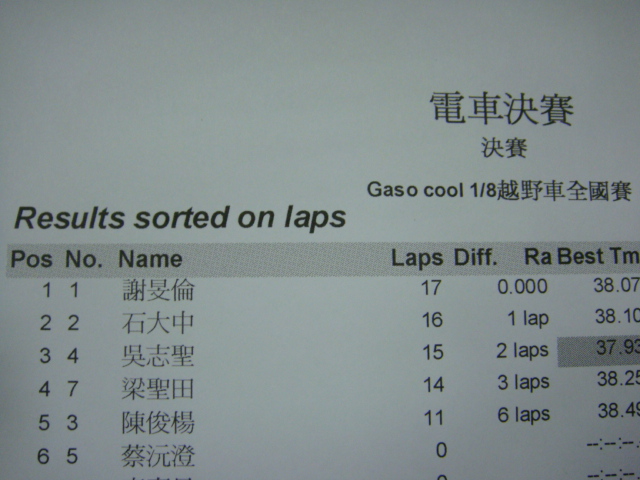 電車決賽
決賽
Gaso cool 1/8越野車全國賽
Results sorted on laps
Pos No. Name Laps Diff. Ra Best Tm
1 1 謝旻倫 17 0.000 38.07
2 2 石大中 16 1 lap 38.10
3 4 吳志聖 15 2 laps 37.93
4 7 梁聖田 14 3 laps 38.25
5 3 陳俊楊 11 6 laps 38.49
6 5 蔡沅澄 0 --:--.--